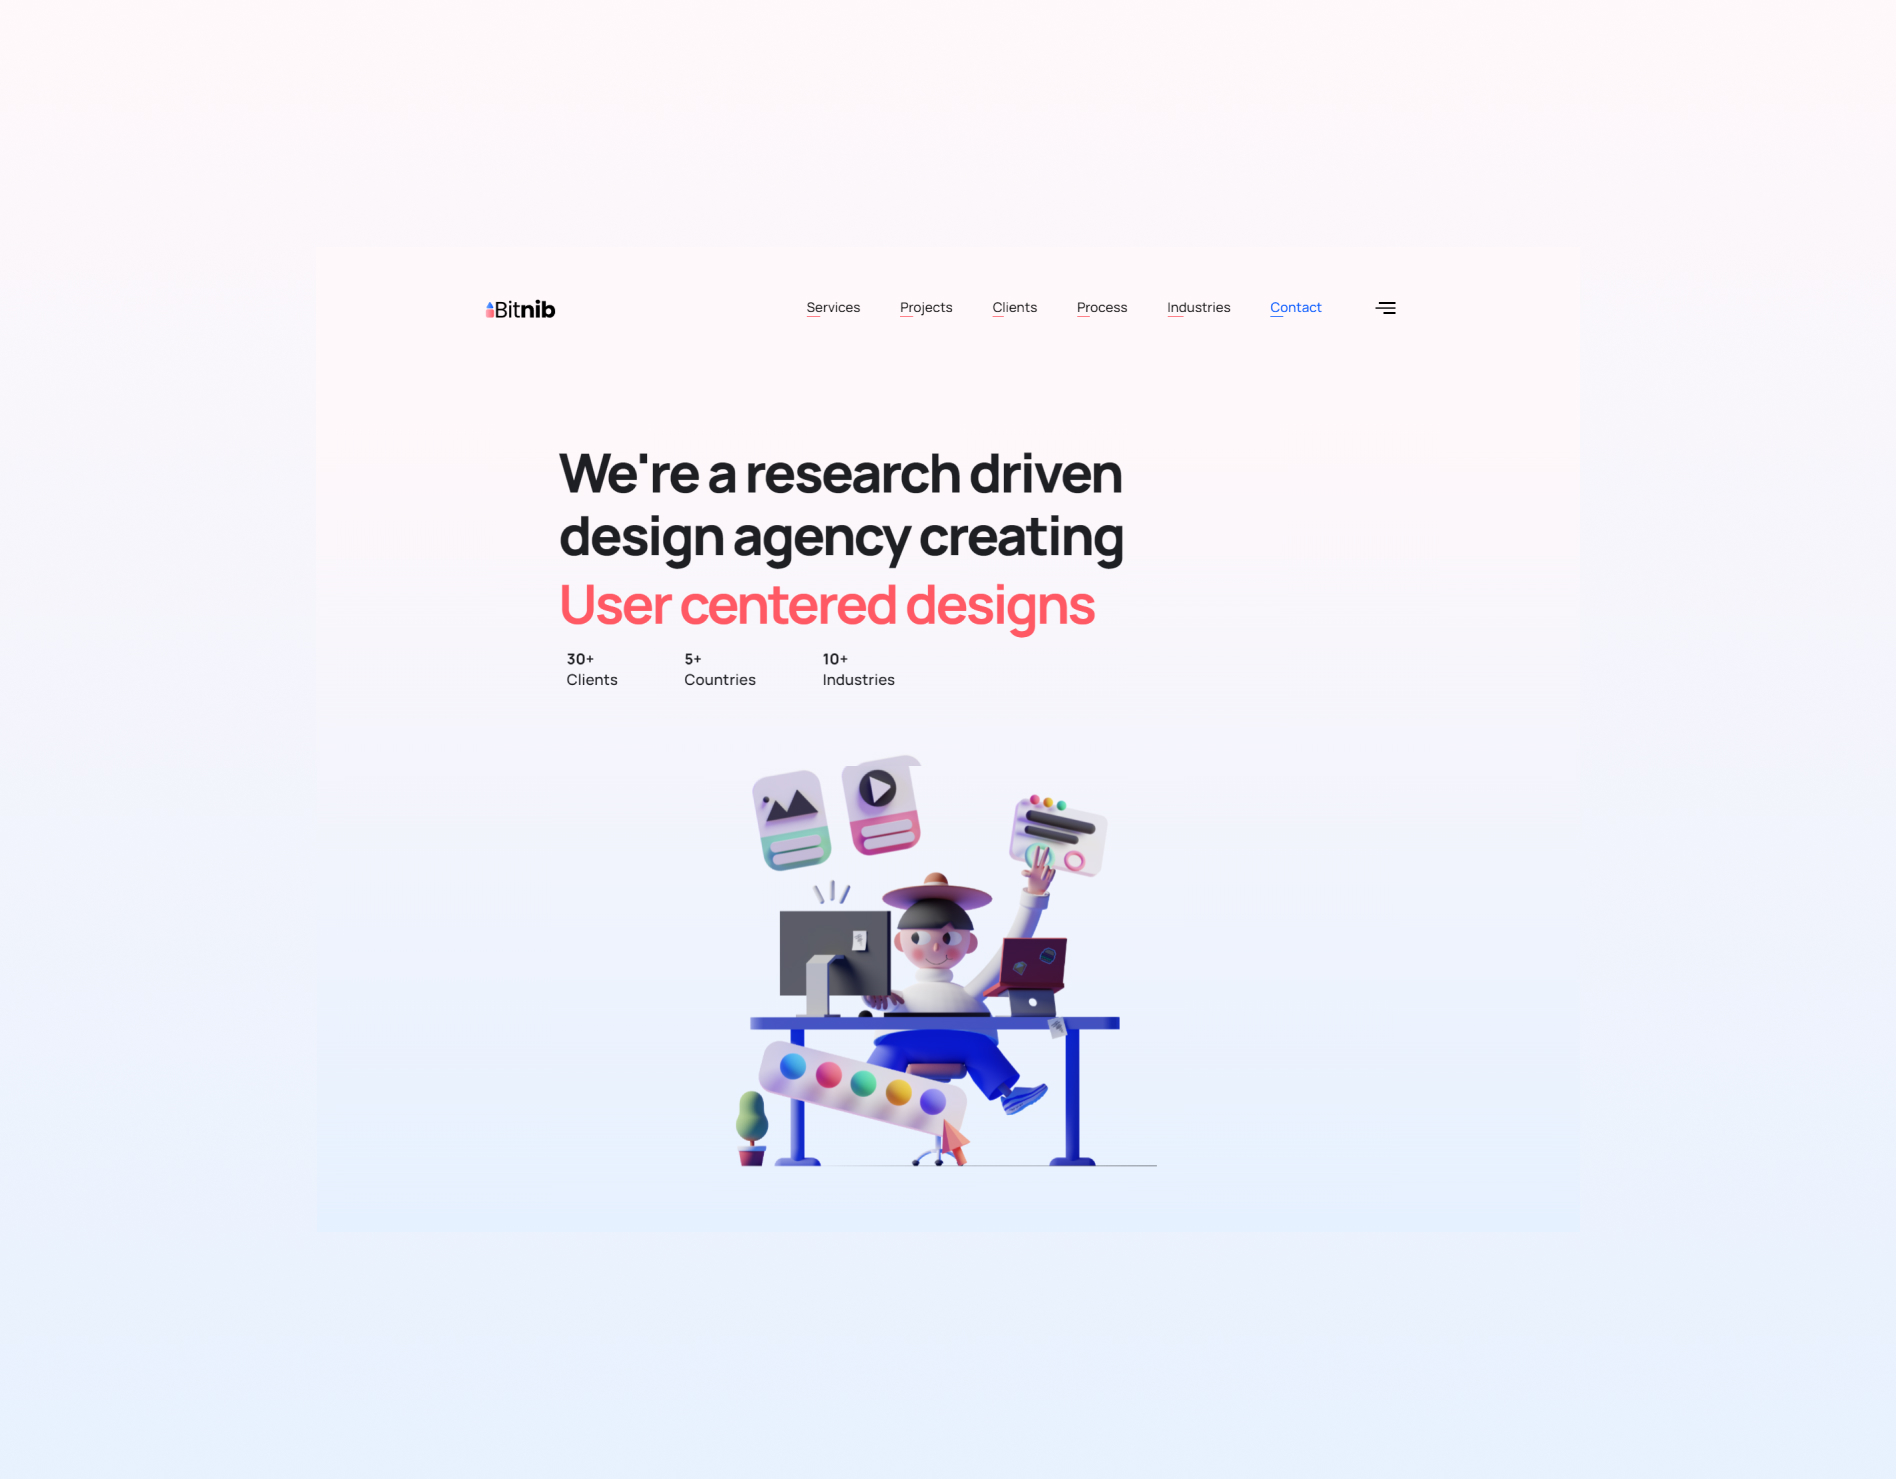 Bitnib
Services Projects Clients Process Industries Contact
We're a research driven
design agency creating
User centered designs
30+ 5+ 10+
Clients Countries Industries